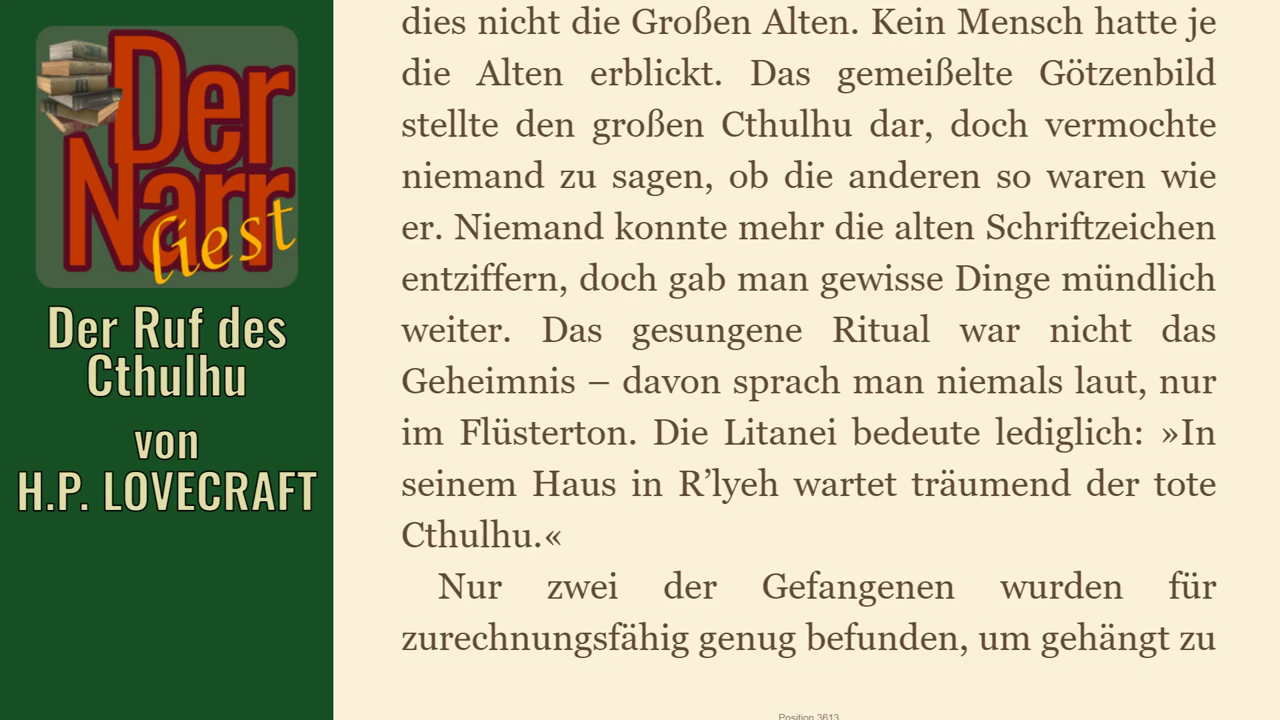 Der
Narr
liest
Der Ruf des
Cthulhu
von
H.P. LOVECRAFT
dies nicht die Großen Alten. Kein Mensch hatte je
die Alten erblickt. Das gemeißelte Götzenbild
stellte den großen Cthulhu dar, doch vermochte
niemand zu sagen, ob die anderen so waren wie
er. Niemand konnte mehr die alten Schriftzeichen
entziffern, doch gab man gewisse Dinge mündlich
weiter. Das gesungene Ritual war nicht das
Geheimnis – davon sprach man niemals laut, nur
im Flüsterton. Die Litanei bedeute lediglich: »In
seinem Haus in R’lyeh wartet träumend der tote
Cthulhu.«
Nur zwei der Gefangenen wurden für
zurechnungsfähig genug befunden, um gehängt zu
Position 3613